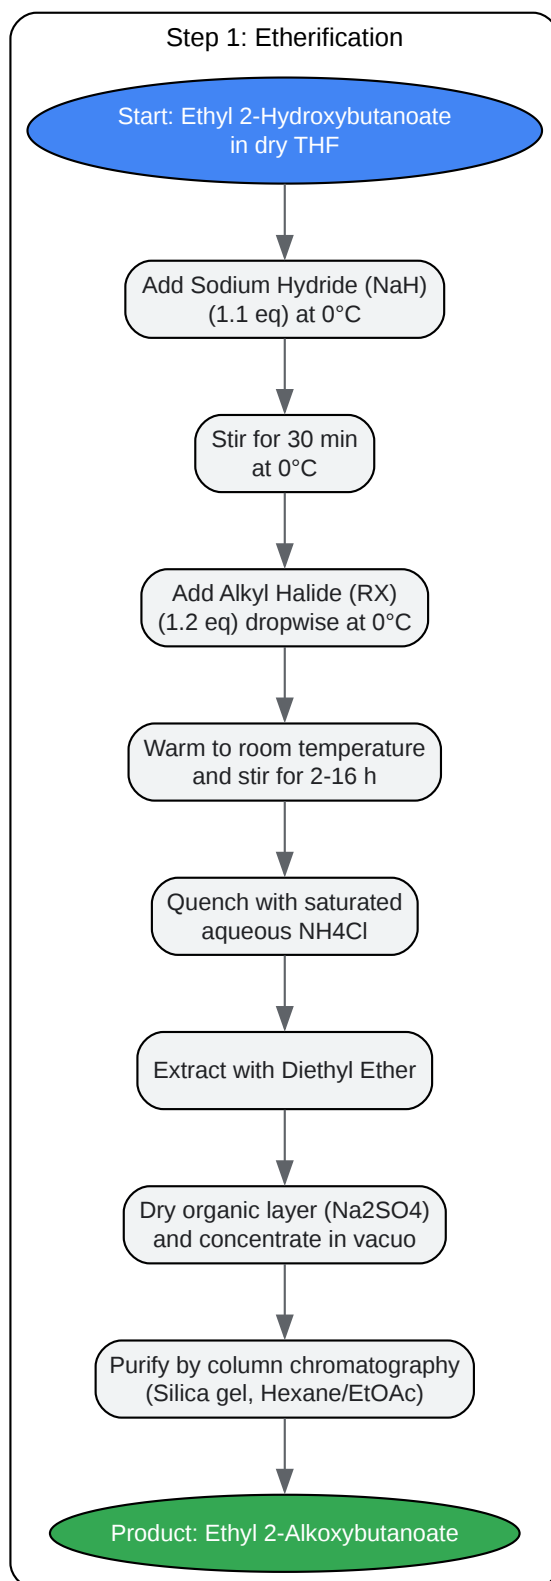 Step 1: Etherification
Start: Ethyl 2-Hydroxybutanoate
in dry THF
Add Sodium Hydride (NaH)
(1.1 eq) at 0°C
Stir for 30 min
at 0°C
Add Alkyl Halide (RX)
(1.2 eq) dropwise at 0°C
Warm to room temperature
and stir for 2-16 h
Quench with saturated
aqueous NH4Cl
Extract with Diethyl Ether
Dry organic layer (Na2SO4)
and concentrate in vacuo
Purify by column chromatography
(Silica gel, Hexane/EtOAc)
Product: Ethyl 2-Alkoxybutanoate